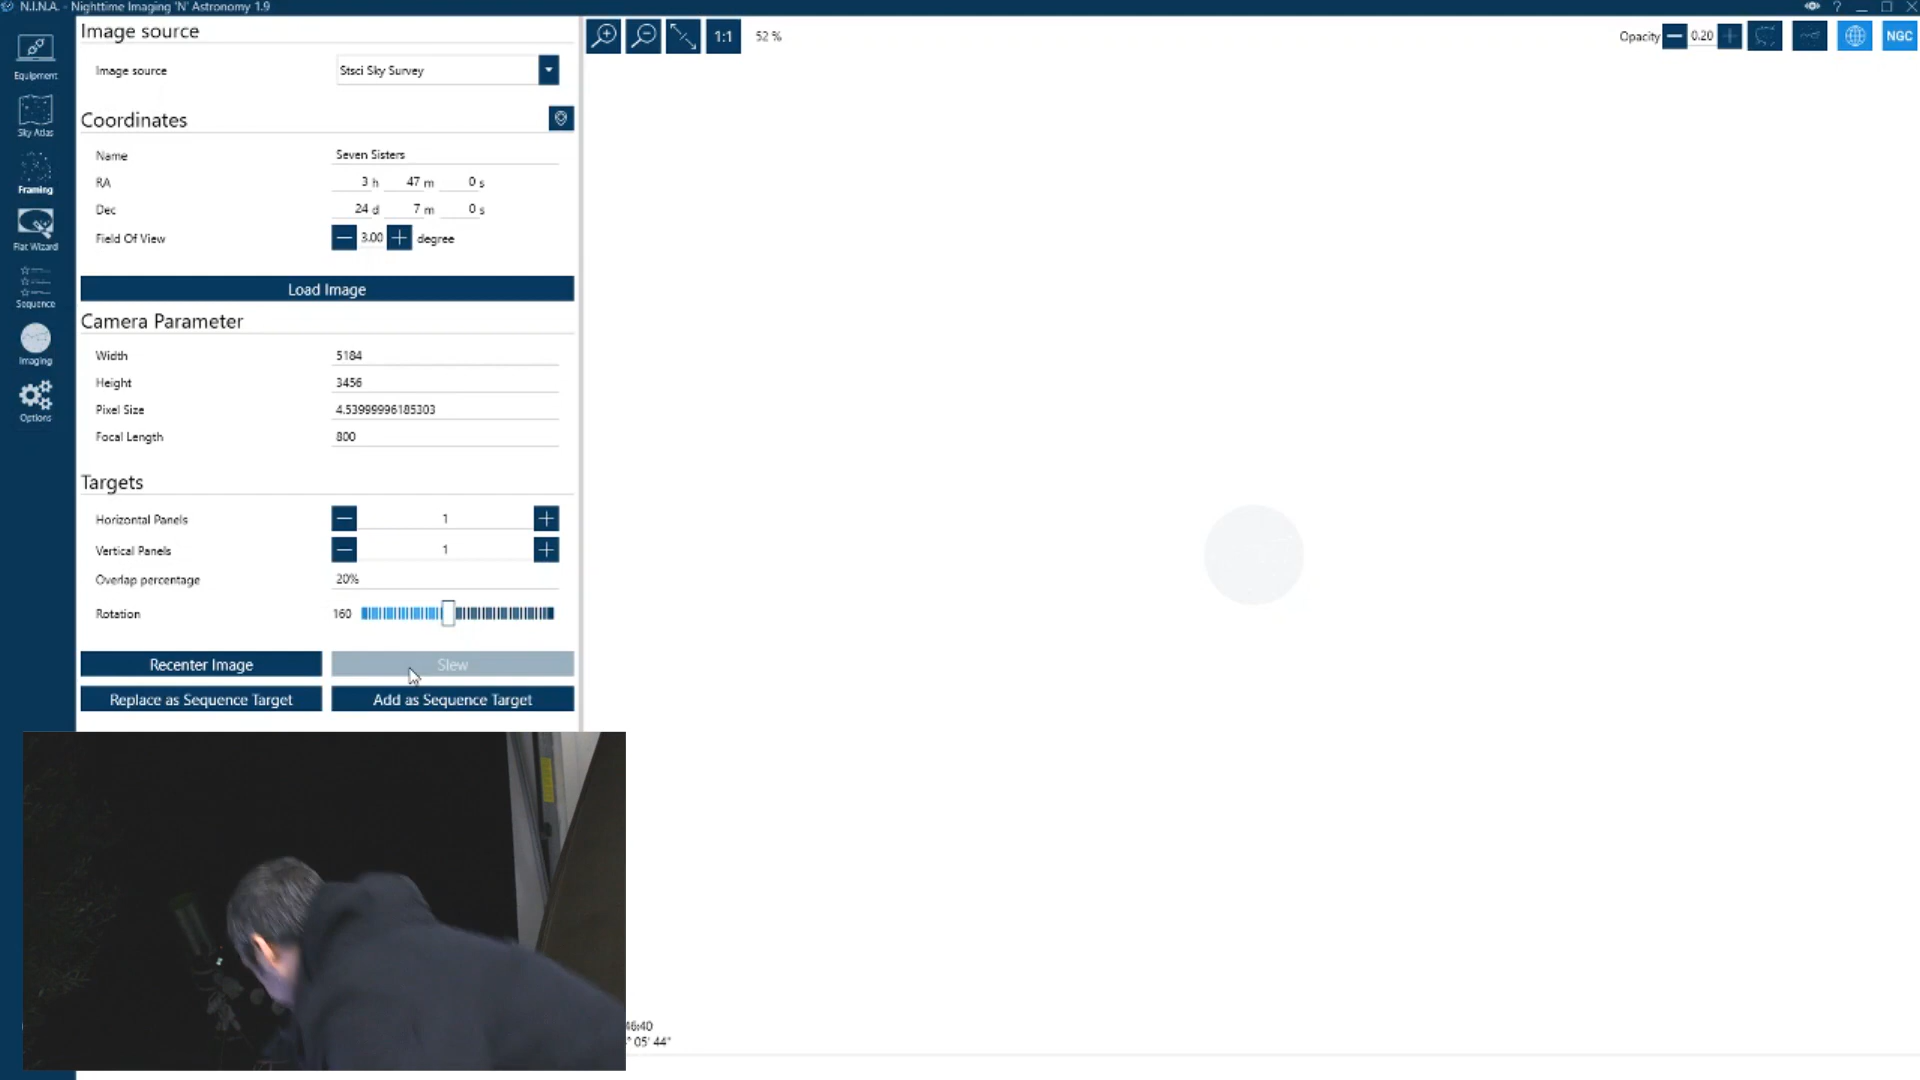 N.I.N.A. - Nighttime Imaging 'N' Astronomy 1.9
?
Equipment
Sky Atlas
Framing
Flat Wizard
Sequence
Imaging
Options
Image source
Image source
Stsci Sky Survey
Coordinates
Name
Seven Sisters
RA
3 h 47 m 0 s
Dec
24 d 7 m 0 s
Field Of View
3.00 degree
Load Image
Camera Parameter
Width
5184
Height
3456
Pixel Size
4.53999996185303
Focal Length
800
Targets
Horizontal Panels
1
Vertical Panels
1
Overlap percentage
20%
Rotation
160
Recenter Image
Slew
Replace as Sequence Target
Add as Sequence Target
1:1
52 %
Opacity
0.20
NGC
46:40
° 05' 44"